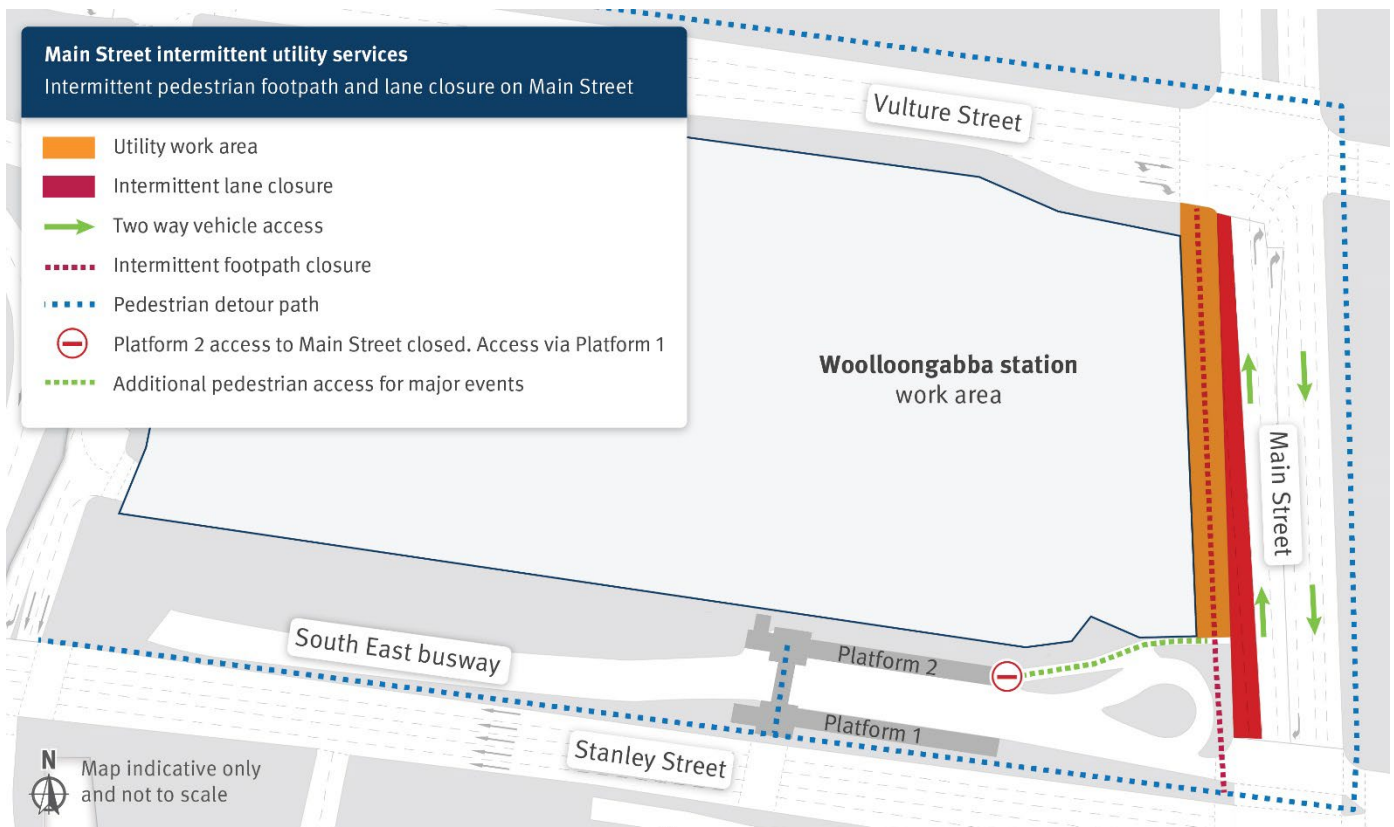 Main Street intermittent utility services
Intermittent pedestrian footpath and lane closure on Main Street
Utility work area
Intermittent lane closure
Two way vehicle access
Intermittent footpath closure
Pedestrian detour path
Platform 2 access to Main Street closed. Access via Platform 1
Additional pedestrian access for major events
Vulture Street
Woolloongabba station
work area
Main Street
South East busway
Platform 2
Platform 1
Stanley Street
N
Map indicative only
and not to scale